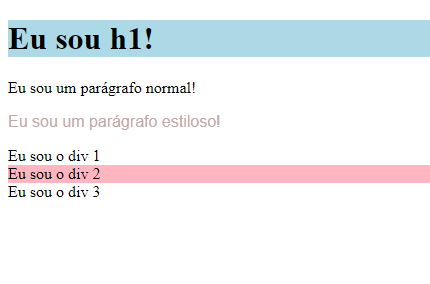 Eu sou h1!
Eu sou um parágrafo normal!
Eu sou um parágrafo estiloso!
Eu sou o div 1
Eu sou o div 2
Eu sou o div 3